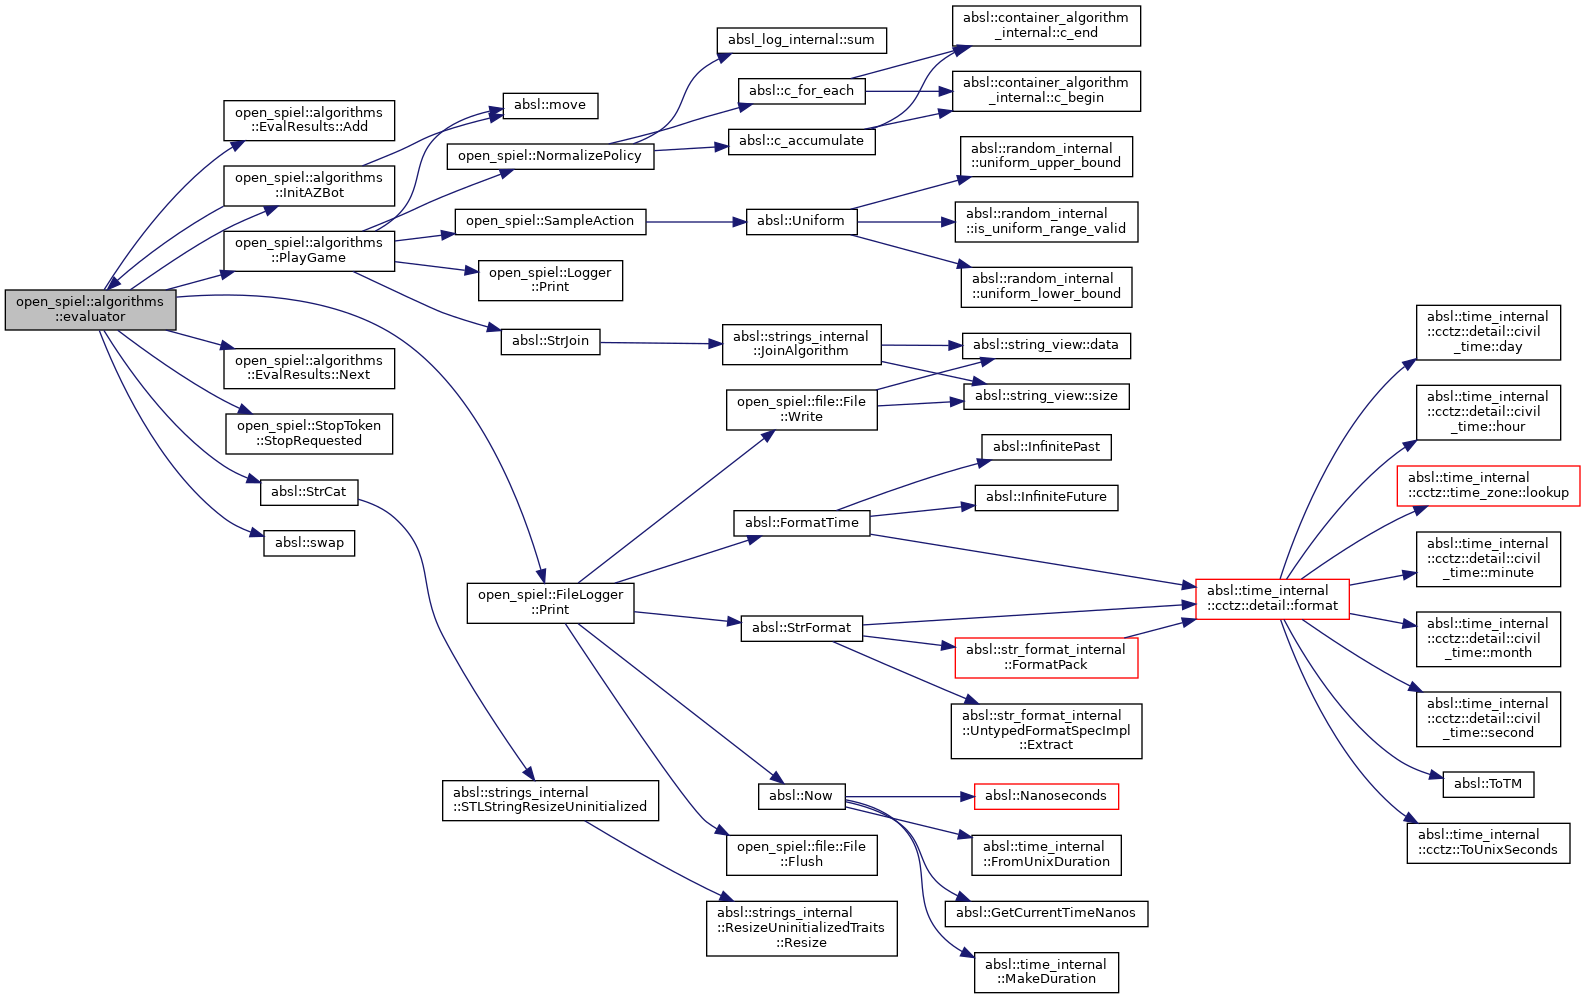 open_spiel::algorithms
::evaluator
open_spiel::algorithms
::EvalResults::Add
open_spiel::algorithms
::InitAZBot
open_spiel::algorithms
::PlayGame
open_spiel::algorithms
::EvalResults::Next
open_spiel::StopToken
::StopRequested
absl::StrCat
absl::swap
absl::move
open_spiel::NormalizePolicy
open_spiel::SampleAction
open_spiel::Logger
::Print
absl::StrJoin
open_spiel::FileLogger
::Print
absl::strings_internal
::STLStringResizeUninitialized
absl_log_internal::sum
absl::c_for_each
absl::c_accumulate
absl::Uniform
absl::strings_internal
::JoinAlgorithm
open_spiel::file::File
::Write
absl::FormatTime
absl::StrFormat
absl::Now
open_spiel::file::File
::Flush
absl::strings_internal
::ResizeUninitializedTraits
::Resize
absl::container_algorithm
_internal::c_end
absl::container_algorithm
_internal::c_begin
absl::random_internal
::uniform_upper_bound
absl::random_internal
::is_uniform_range_valid
absl::random_internal
::uniform_lower_bound
absl::string_view::data
absl::string_view::size
absl::InfinitePast
absl::InfiniteFuture
absl::str_format_internal
::FormatPack
absl::str_format_internal
::UntypedFormatSpecImpl
::Extract
absl::Nanoseconds
absl::time_internal
::FromUnixDuration
absl::GetCurrentTimeNanos
absl::time_internal
::MakeDuration
absl::time_internal
::cctz::detail::format
absl::time_internal
::cctz::detail::civil
_time::day
absl::time_internal
::cctz::detail::civil
_time::hour
absl::time_internal
::cctz::time_zone::lookup
absl::time_internal
::cctz::detail::civil
_time::minute
absl::time_internal
::cctz::detail::civil
_time::month
absl::time_internal
::cctz::detail::civil
_time::second
absl::ToTM
absl::time_internal
::cctz::ToUnixSeconds